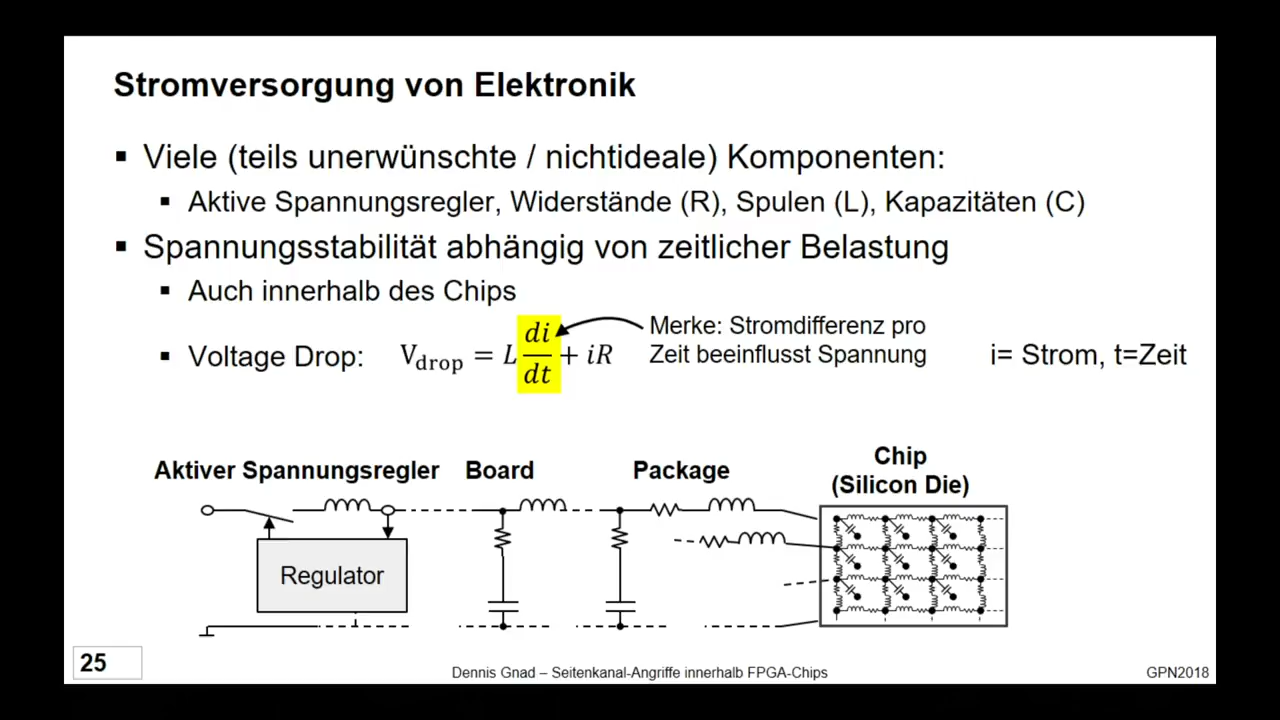 Stromversorgung von Elektronik
▪ Viele (teils unerwünschte / nichtideale) Komponenten:
▪ Aktive Spannungsregler, Widerstände (R), Spulen (L), Kapazitäten (C)
▪ Spannungsstabilität abhängig von zeitlicher Belastung
▪ Auch innerhalb des Chips
▪ Voltage Drop: V_drop = L di/dt + iR
Merke: Stromdifferenz pro
Zeit beeinflusst Spannung
i= Strom, t=Zeit
Aktiver Spannungsregler
Board
Package
Chip
(Silicon Die)
Regulator
25
Dennis Gnad – Seitenkanal-Angriffe innerhalb FPGA-Chips
GPN2018